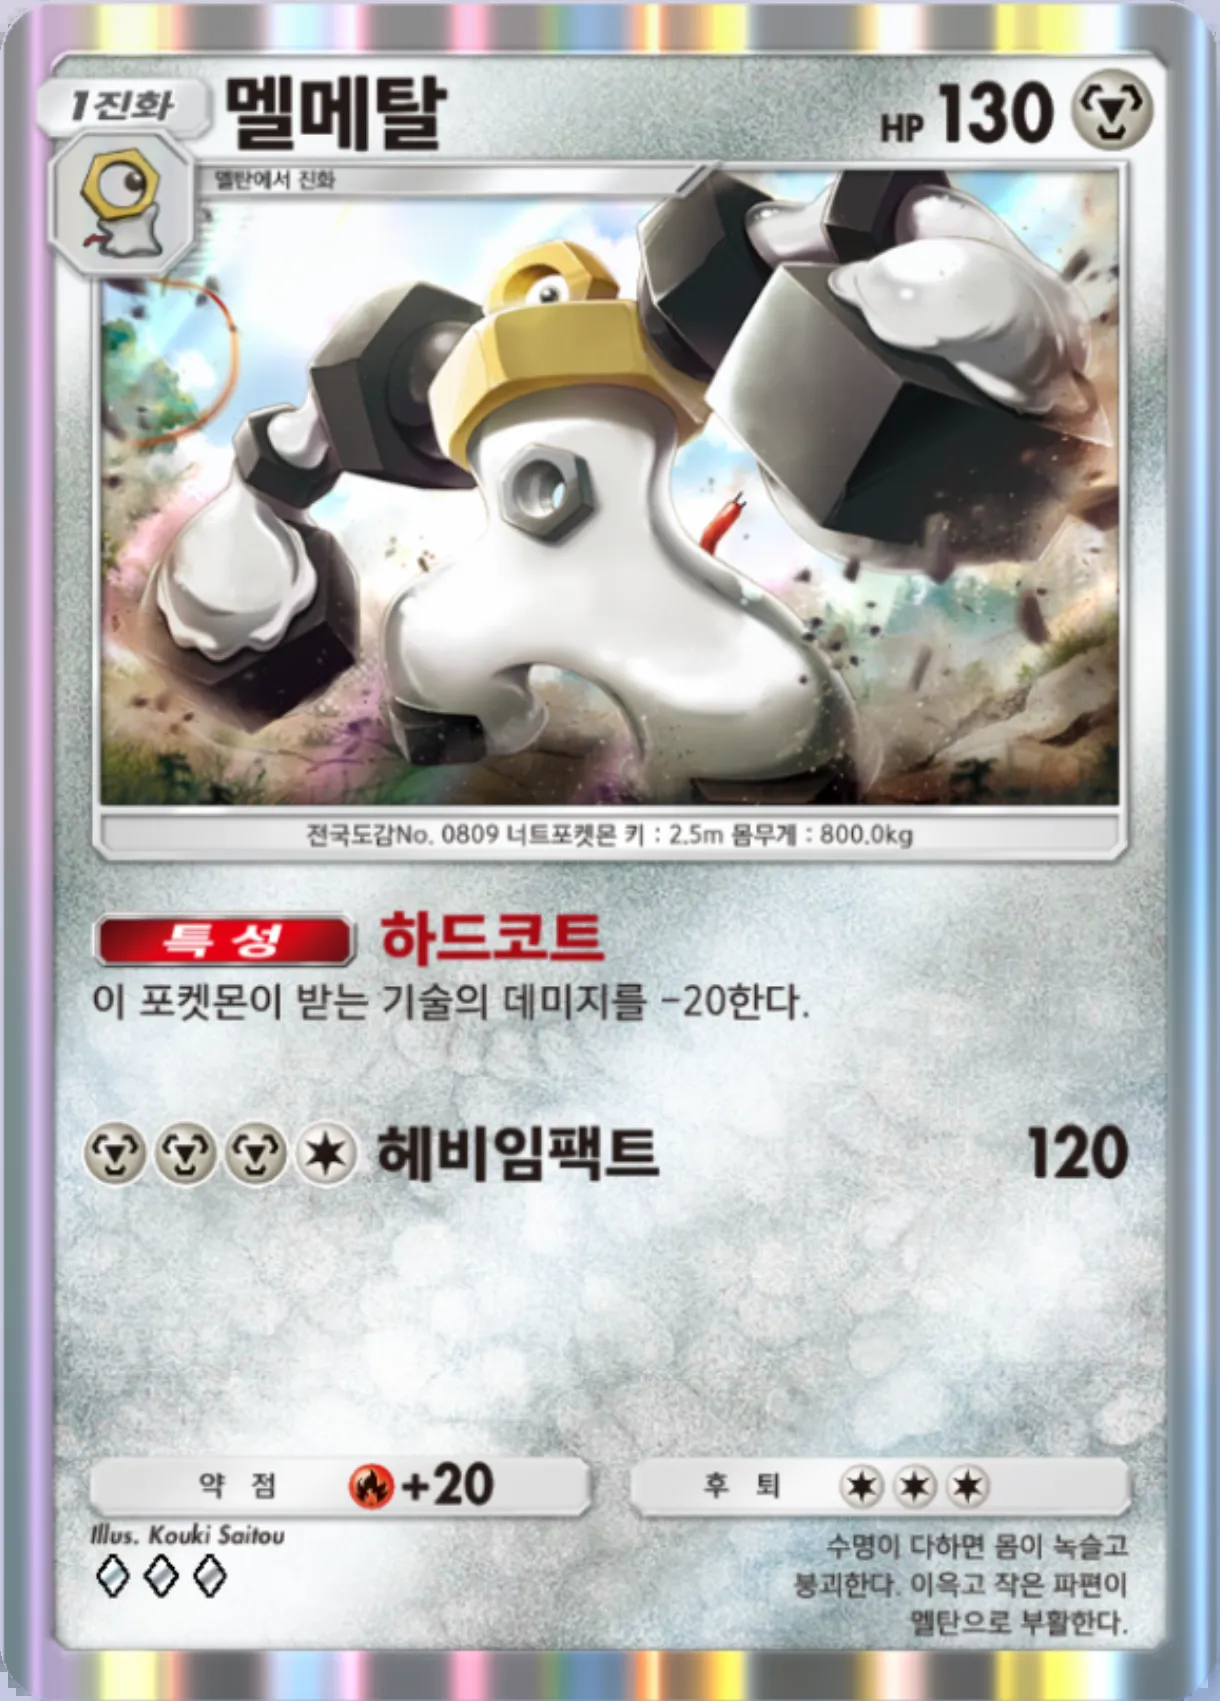 1진화
멜메탈
HP 130
멜탄에서 진화
전국도감No. 0809 너트포켓몬 키 : 2.5m 몸무게 : 800.0kg
특성 하드코트
이 포켓몬이 받는 기술의 데미지를 -20한다.
헤비임팩트 120
약점 +20
후퇴
Illus. Kouki Saitou
수명이 다하면 몸이 녹슬고
붕괴한다. 이윽고 작은 파편이
멜탄으로 부활한다.